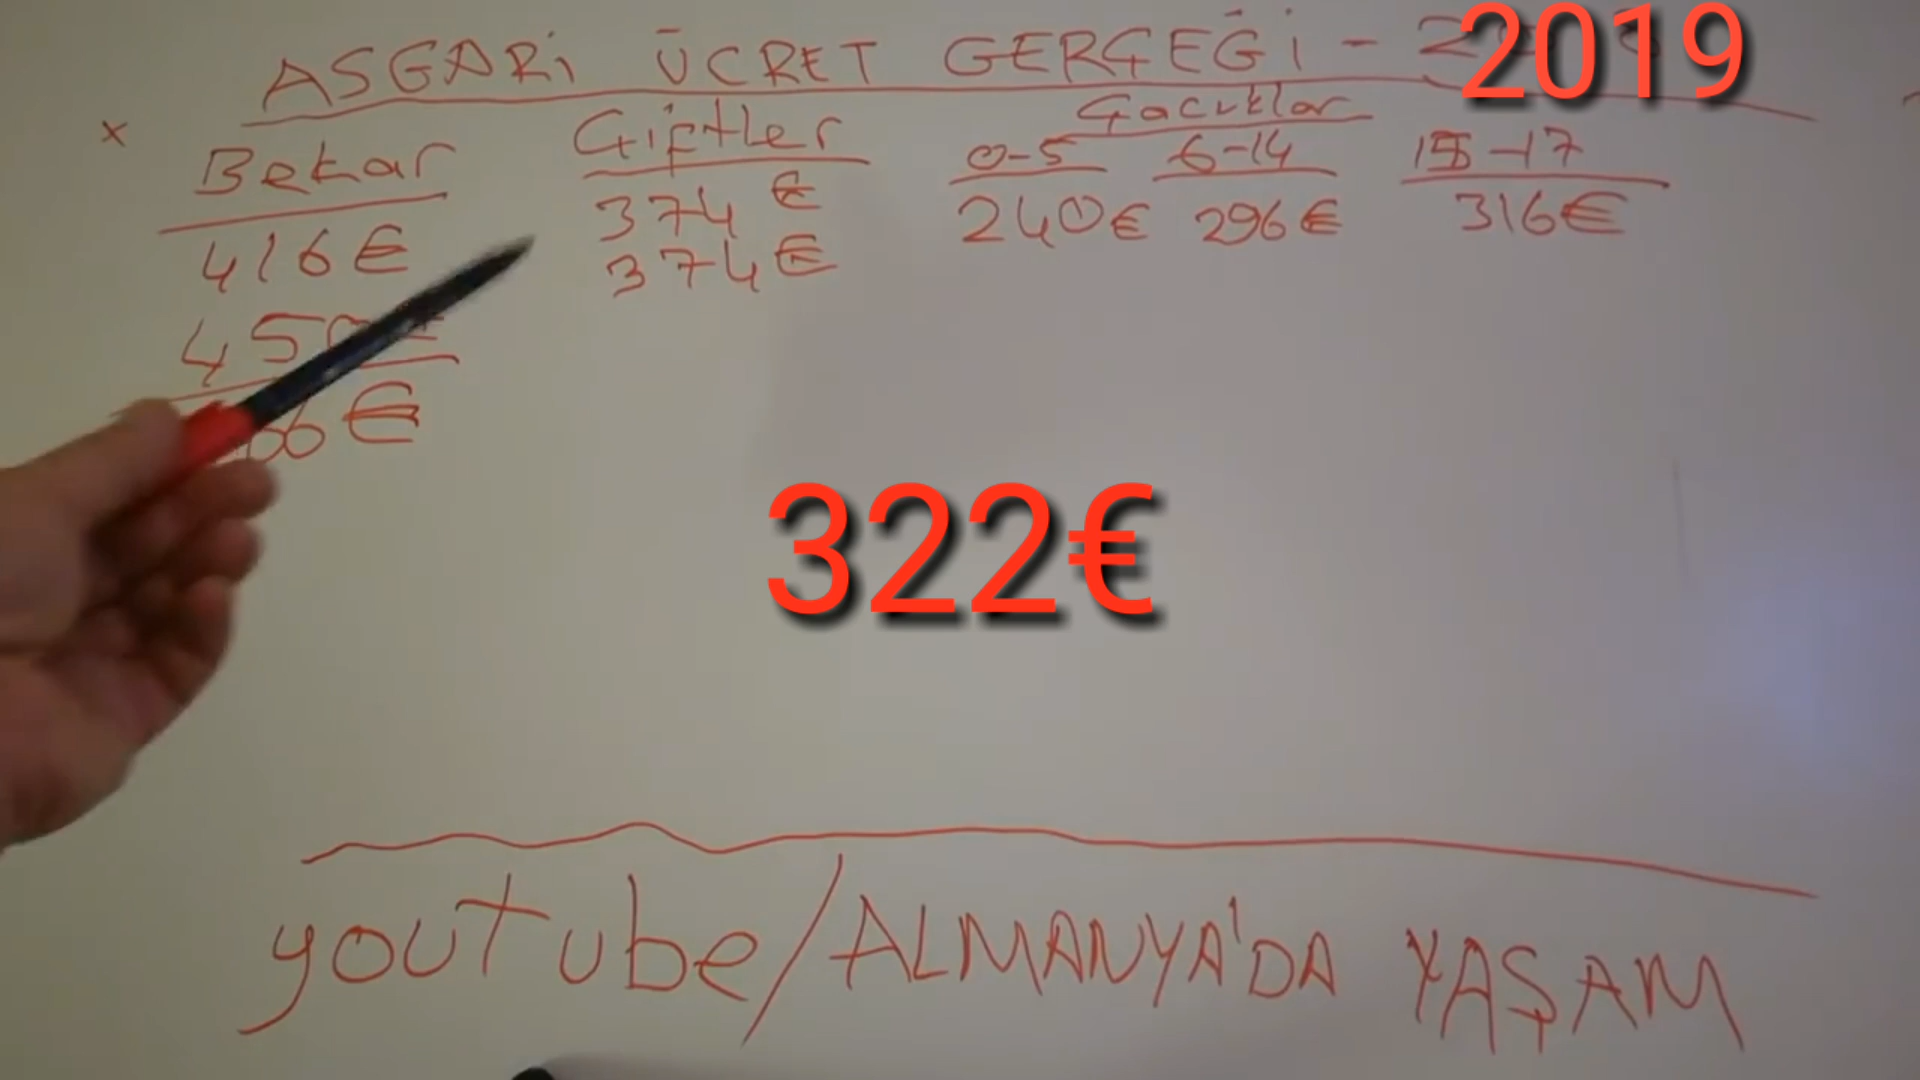 ASGARİ ÜCRET GERÇEĞİ - 2019
x Bekar Çiftler Çocuklar
0-5 6-14 15-17
416€ 374€ 240€ 296€ 316€
374€
322€
youtube/ALMANYA'DA YAŞAM